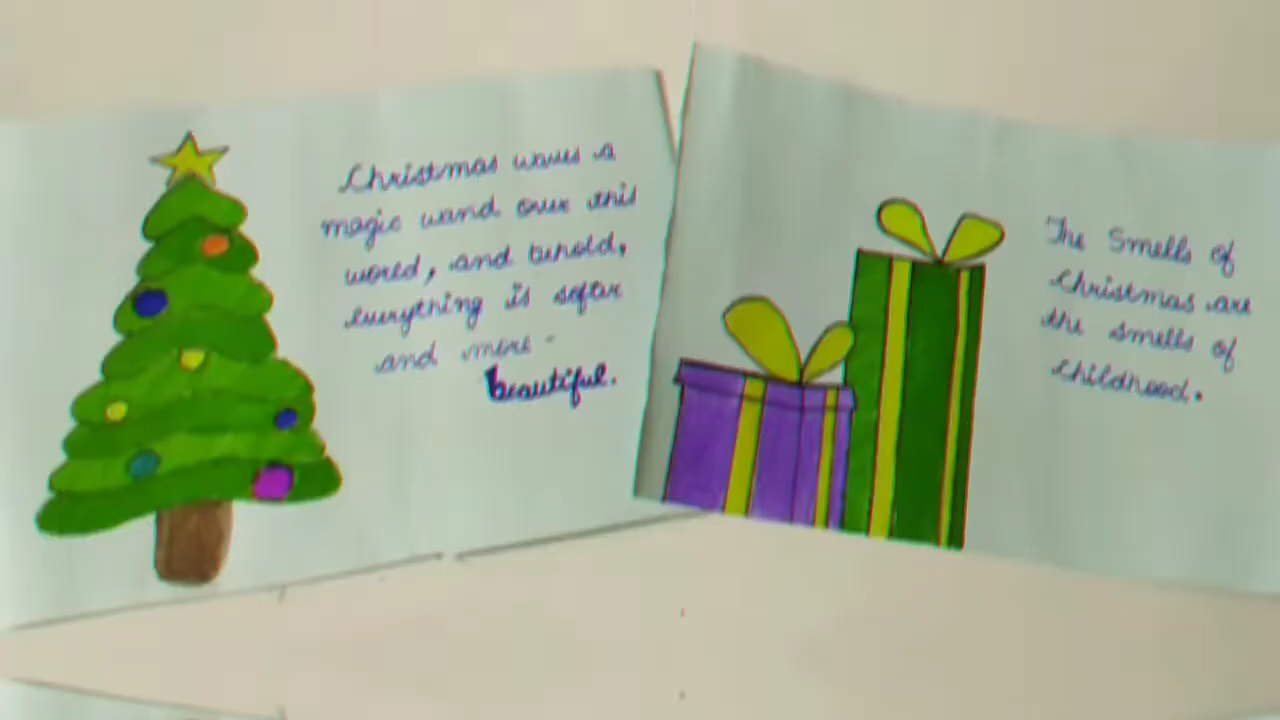 Christmas waves a
magic wand over this
world, and behold,
everything is softer
and more -
beautiful.
The Smells of
Christmas are
the smells of
childhood.